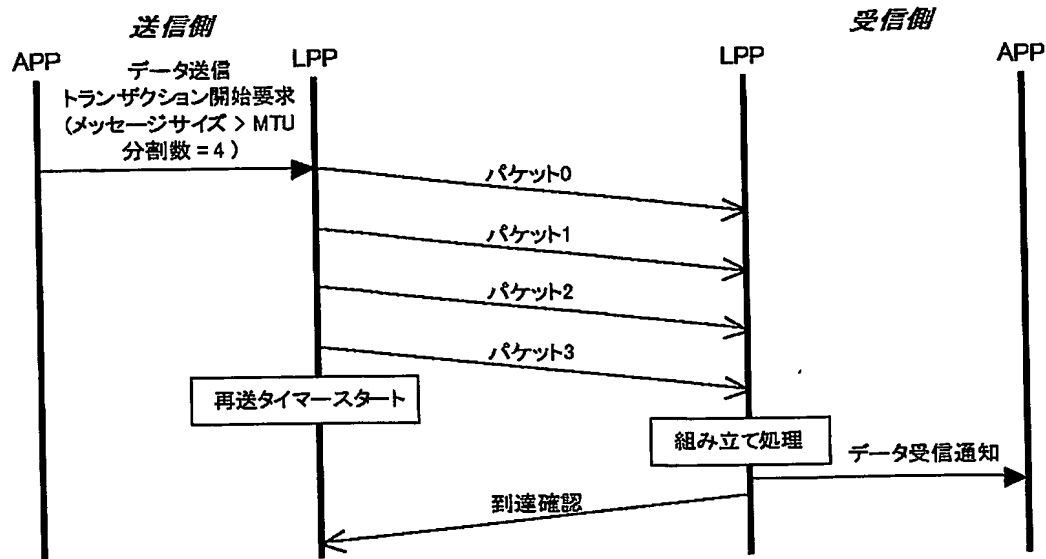 送信側
受信側
APP
LPP
LPP
APP
データ送信
トランザクション開始要求
(メッセージサイズ > MTU
分割数 = 4 )
パケット0
パケット1
パケット2
パケット3
再送タイマースタート
組み立て処理
データ受信通知
到達確認